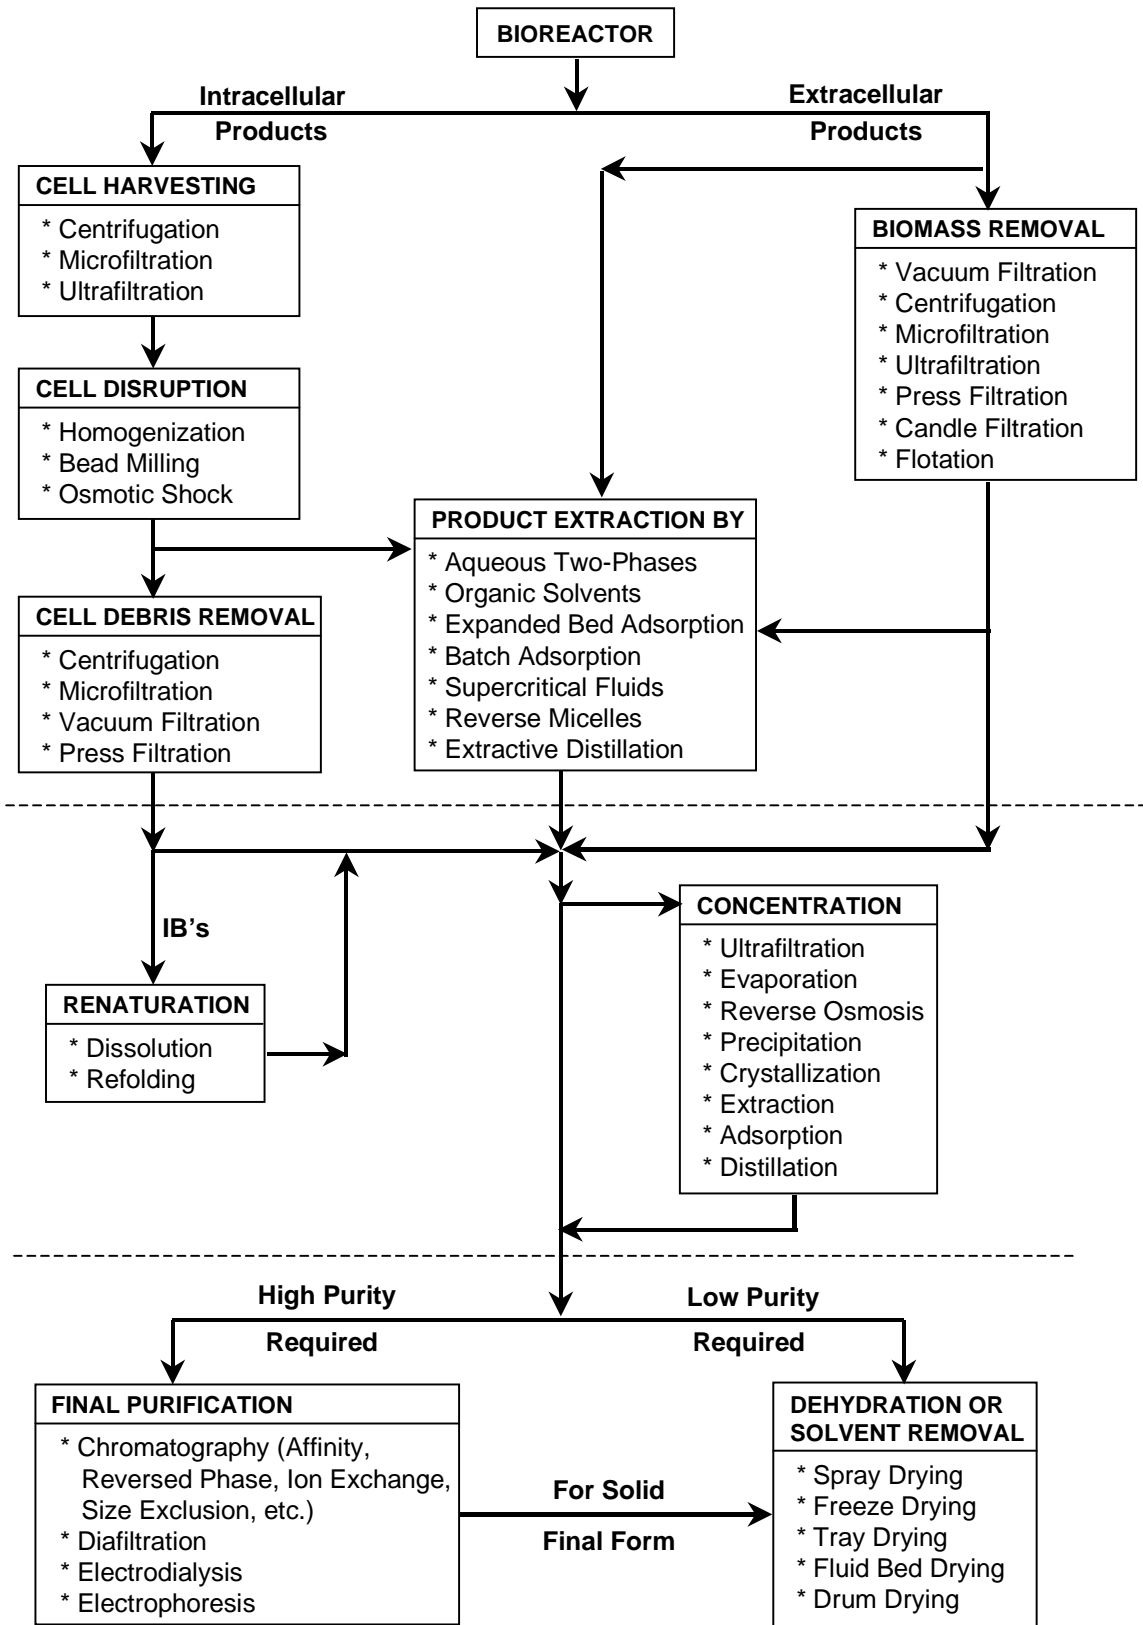 BIOREACTOR
Intracellular
Products
Extracellular
Products
CELL HARVESTING
* Centrifugation
* Microfiltration
* Ultrafiltration
BIOMASS REMOVAL
* Vacuum Filtration
* Centrifugation
* Microfiltration
* Ultrafiltration
* Press Filtration
* Candle Filtration
* Flotation
CELL DISRUPTION
* Homogenization
* Bead Milling
* Osmotic Shock
PRODUCT EXTRACTION BY
* Aqueous Two-Phases
* Organic Solvents
* Expanded Bed Adsorption
* Batch Adsorption
* Supercritical Fluids
* Reverse Micelles
* Extractive Distillation
CELL DEBRIS REMOVAL
* Centrifugation
* Microfiltration
* Vacuum Filtration
* Press Filtration
IB's
RENATURATION
* Dissolution
* Refolding
CONCENTRATION
* Ultrafiltration
* Evaporation
* Reverse Osmosis
* Precipitation
* Crystallization
* Extraction
* Adsorption
* Distillation
High Purity
Required
Low Purity
Required
FINAL PURIFICATION
* Chromatography (Affinity,
Reversed Phase, Ion Exchange,
Size Exclusion, etc.)
* Diafiltration
* Electrodialysis
* Electrophoresis
For Solid
Final Form
DEHYDRATION OR
SOLVENT REMOVAL
* Spray Drying
* Freeze Drying
* Tray Drying
* Fluid Bed Drying
* Drum Drying